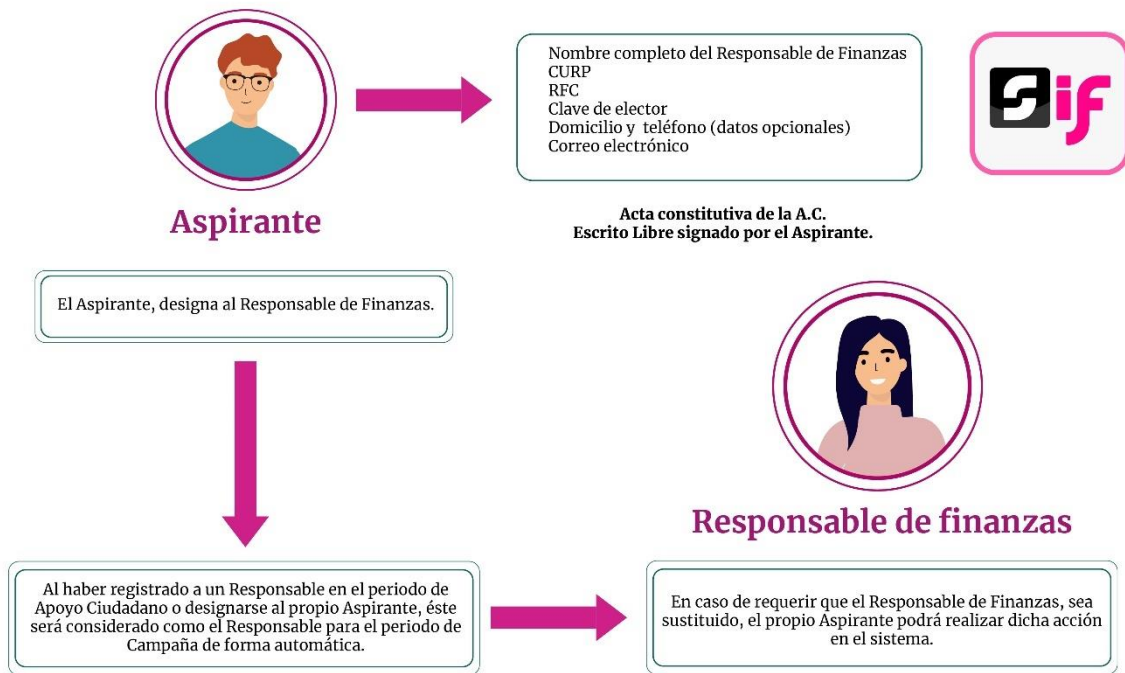 Nombre completo del Responsable de Finanzas
CURP
RFC
Clave de elector
Domicilio y teléfono (datos opcionales)
Correo electrónico
Sif
Aspirante
Acta constitutiva de la A.C.
Escrito Libre signado por el Aspirante.
El Aspirante, designa al Responsable de Finanzas.
Responsable de finanzas
Al haber registrado a un Responsable en el periodo de
Apoyo Ciudadano o designarse al propio Aspirante, éste
será considerado como el Responsable para el periodo de
Campaña de forma automática.
En caso de requerir que el Responsable de Finanzas, sea
sustituido, el propio Aspirante podrá realizar dicha acción
en el sistema.